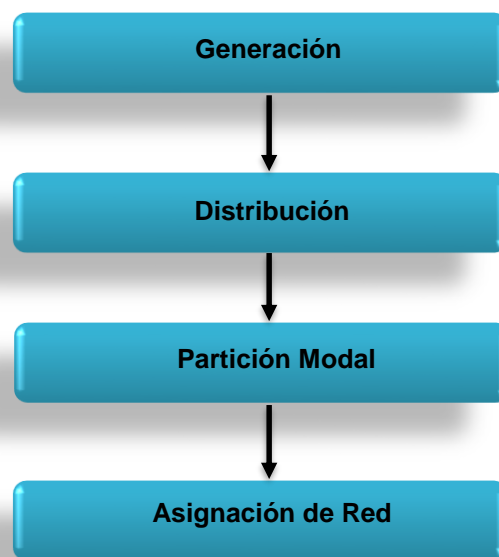 Generación
Distribución
Partición Modal
Asignación de Red